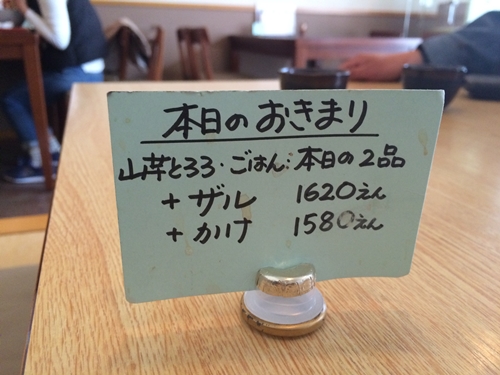 本日のおきまり
山芋とろろ・ごはん:本日の2品
+ザル 1620えん
+かけ 1580えん